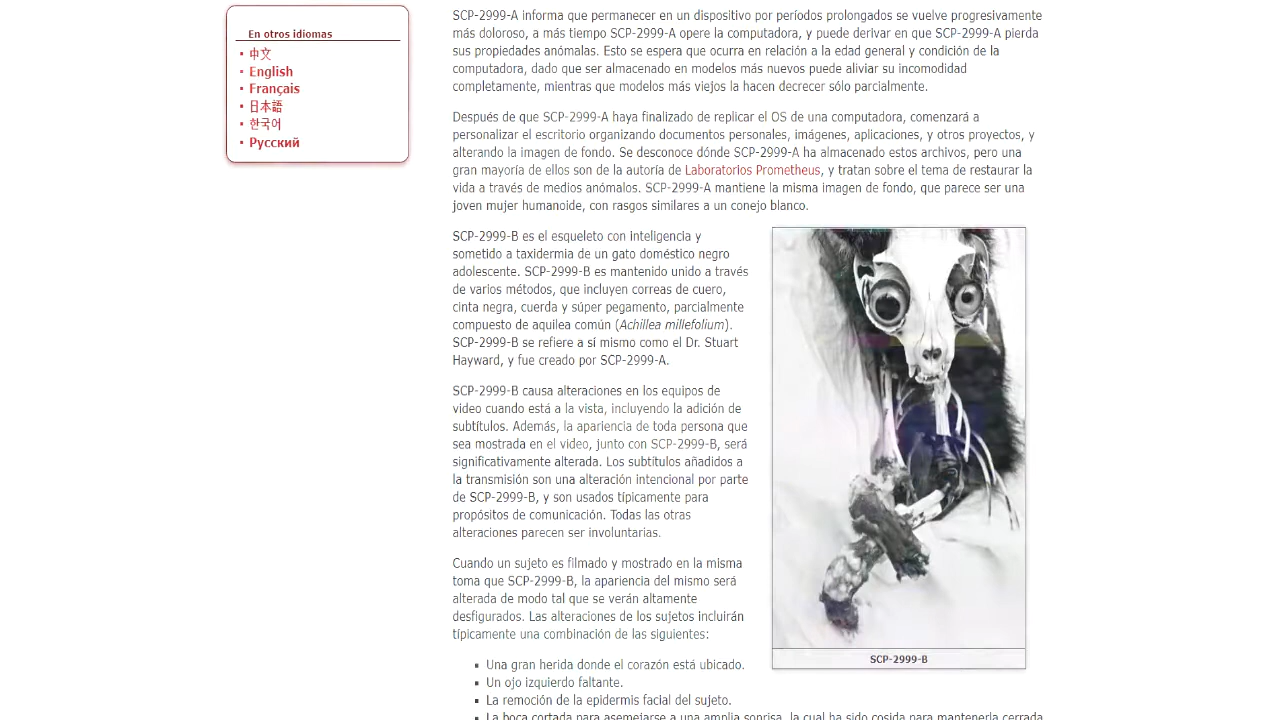 En otros idiomas
中文
English
Français
日本語
한국어
Русский
SCP-2999-A informa que permanecer en un dispositivo por períodos prolongados se vuelve progresivamente
más doloroso, a más tiempo SCP-2999-A opere la computadora, y puede derivar en que SCP-2999-A pierda
sus propiedades anómalas. Esto se espera que ocurra en relación a la edad general y condición de la
computadora, dado que ser almacenado en modelos más nuevos puede aliviar su incomodidad
completamente, mientras que modelos más viejos la hacen decrecer sólo parcialmente.
Después de que SCP-2999-A haya finalizado de replicar el OS de una computadora, comenzará a
personalizar el escritorio organizando documentos personales, imágenes, aplicaciones, y otros proyectos, y
alterando la imagen de fondo. Se desconoce dónde SCP-2999-A ha almacenado estos archivos, pero una
gran mayoría de ellos son de la autoría de Laboratorios Prometheus, y tratan sobre el tema de restaurar la
vida a través de medios anómalos. SCP-2999-A mantiene la misma imagen de fondo, que parece ser una
joven mujer humanoide, con rasgos similares a un conejo blanco.
SCP-2999-B es el esqueleto con inteligencia y
sometido a taxidermia de un gato doméstico negro
adolescente. SCP-2999-B es mantenido unido a través
de varios métodos, que incluyen correas de cuero,
cinta negra, cuerda y súper pegamento, parcialmente
compuesto de aquilea común (Achillea millefolium).
SCP-2999-B se refiere a sí mismo como el Dr. Stuart
Hayward, y fue creado por SCP-2999-A.
SCP-2999-B causa alteraciones en los equipos de
video cuando está a la vista, incluyendo la adición de
subtítulos. Además, la apariencia de toda persona que
sea mostrada en el video, junto con SCP-2999-B, será
significativamente alterada. Los subtítulos añadidos a
la transmisión son una alteración intencional por parte
de SCP-2999-B, y son usados típicamente para
propósitos de comunicación. Todas las otras
alteraciones parecen ser involuntarias.
Cuando un sujeto es filmado y mostrado en la misma
toma que SCP-2999-B, la apariencia del mismo será
alterada de modo tal que se verán altamente
desfigurados. Las alteraciones de los sujetos incluirán
típicamente una combinación de las siguientes:
Una gran herida donde el corazón está ubicado.
Un ojo izquierdo faltante.
La remoción de la epidermis facial del sujeto.
La boca cortada para asemejarse a una amplia sonrisa, la cual ha sido cosida para mantenerla cerrada
SCP-2999-B